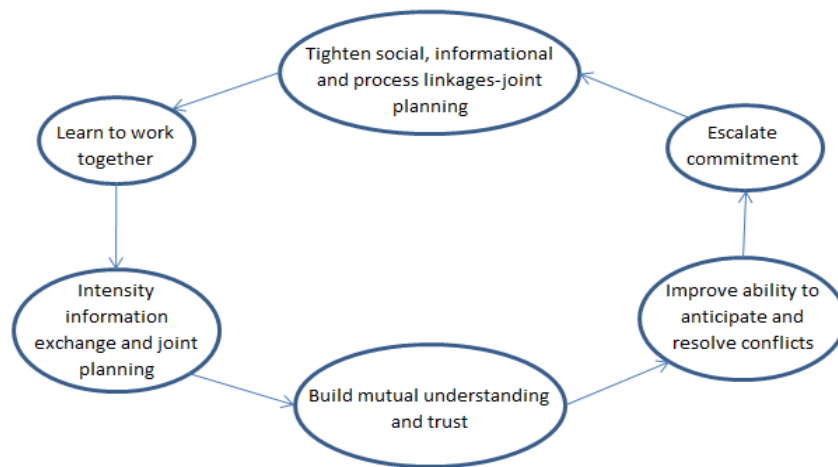 Tighten social, informational
and process linkages-joint
planning
Learn to work
together
Escalate
commitment
Intensity
information
exchange and joint
planning
Improve ability to
anticipate and
resolve conflicts
Build mutual understanding
and trust